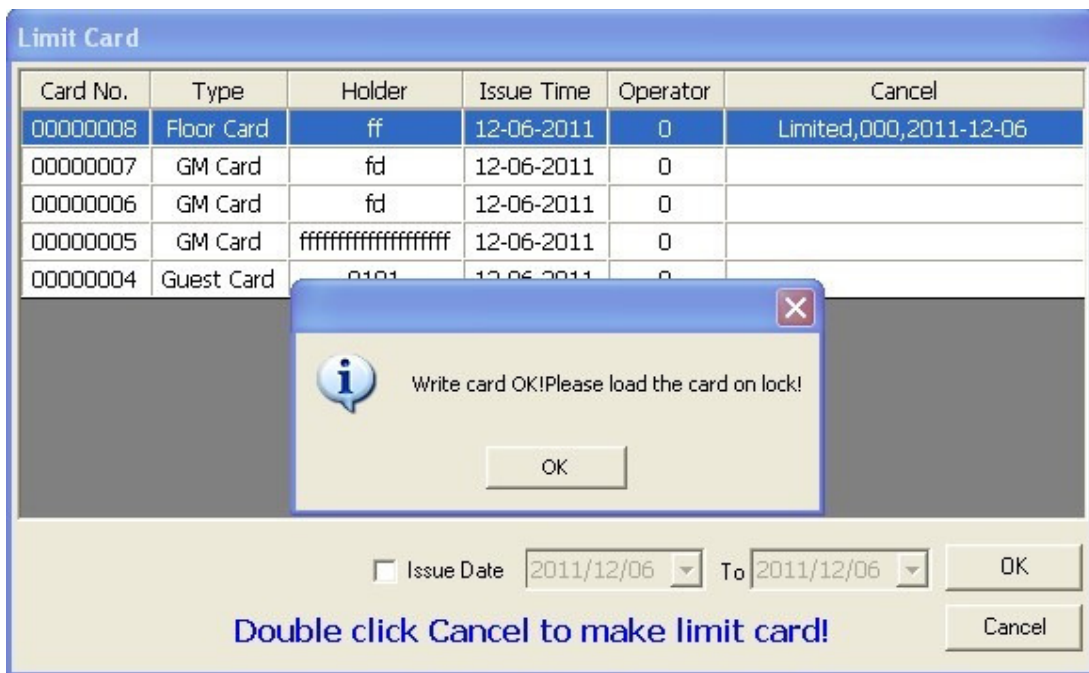 Limit Card
Card No. Type Holder Issue Time Operator Cancel
00000008 Floor Card ff 12-06-2011 0 Limited,000,2011-12-06
00000007 GM Card fd 12-06-2011 0
00000006 GM Card fd 12-06-2011 0
00000005 GM Card ffffffffffffffffffff 12-06-2011 0
00000004 Guest Card
Write card OK!Please load the card on lock!
OK
Issue Date 2011/12/06 To 2011/12/06 OK
Double click Cancel to make limit card! Cancel